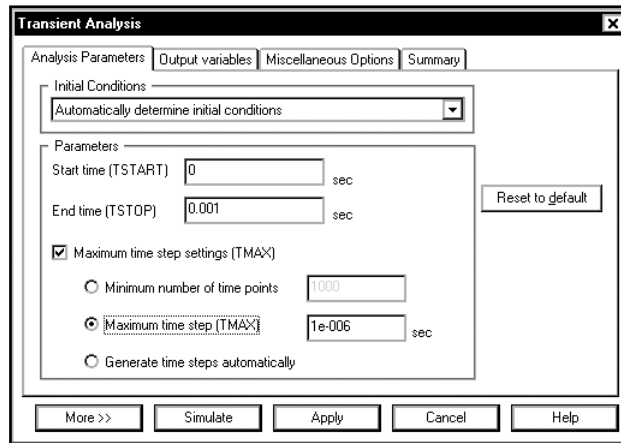 Transient Analysis
Analysis Parameters Output variables Miscellaneous Options Summary
Initial Conditions
Automatically determine initial conditions
Parameters
Start time (TSTART) 0 sec
End time (TSTOP) 0.001 sec
Reset to default
Maximum time step settings (TMAX)
Minimum number of time points 1000
Maximum time step (TMAX) 1e-006 sec
Generate time steps automatically
More >> Simulate Apply Cancel Help